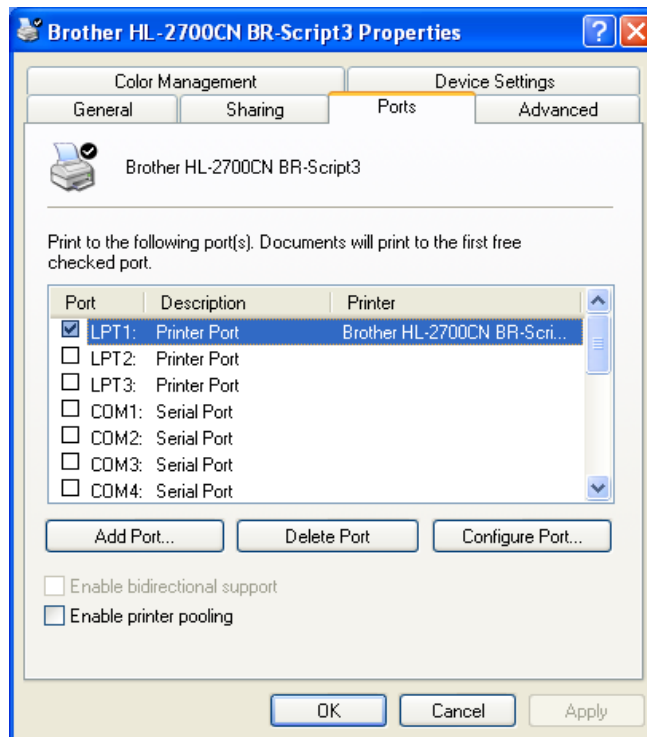 Brother HL-2700CN BR-Script3 Properties
Color Management Device Settings
General Sharing Ports Advanced
Brother HL-2700CN BR-Script3
Print to the following port(s). Documents will print to the first free
checked port.
Port Description Printer
LPT1: Printer Port Brother HL-2700CN BR-Scri...
LPT2: Printer Port
LPT3: Printer Port
COM1: Serial Port
COM2: Serial Port
COM3: Serial Port
COM4: Serial Port
Add Port... Delete Port Configure Port...
Enable bidirectional support
Enable printer pooling
OK Cancel Apply